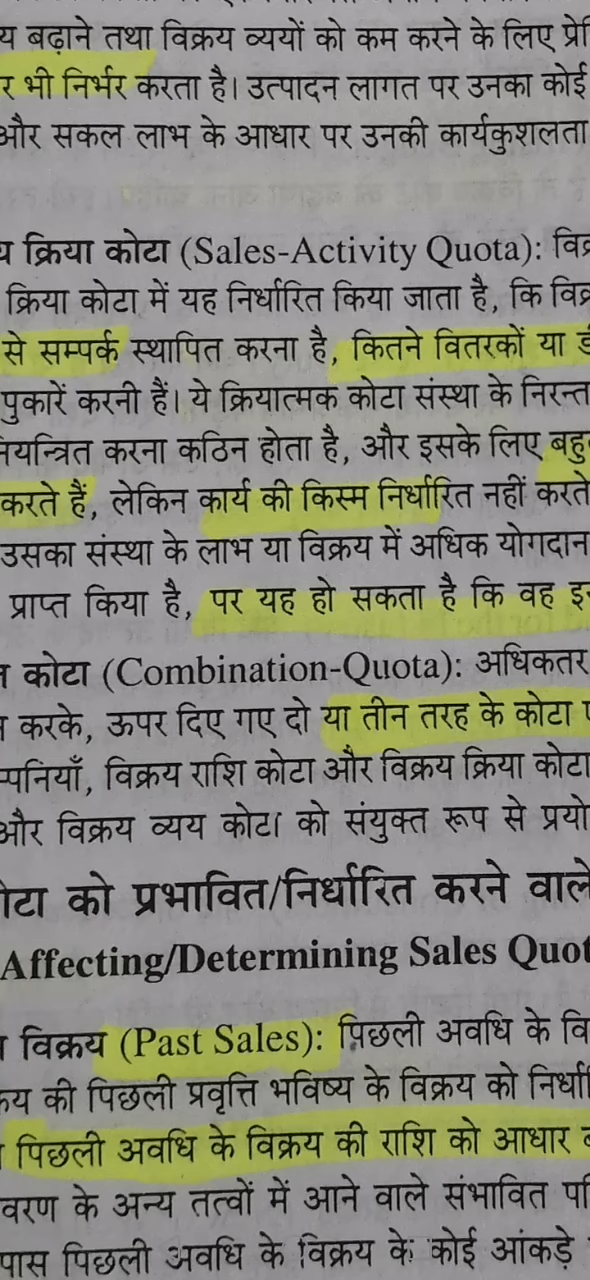 य बढ़ाने तथा विक्रय व्ययों को कम करने के लिए प्रे
र भी निर्भर करता है। उत्पादन लागत पर उनका कोई
और सकल लाभ के आधार पर उनकी कार्यकुशलता
य क्रिया कोटा (Sales-Activity Quota): विक्र
क्रिया कोटा में यह निर्धारित किया जाता है, कि विक्र
से सम्पर्क स्थापित करना है, कितने वितरकों या ड
पुकारें करनी हैं। ये क्रियात्मक कोटा संस्था के निरन्त
नियन्त्रित करना कठिन होता है, और इसके लिए बहु
करते हैं, लेकिन कार्य की किस्म निर्धारित नहीं करते
उसका संस्था के लाभ या विक्रय में अधिक योगदान
प्राप्त किया है, पर यह हो सकता है कि वह इ
कोटा (Combination-Quota): अधिकतर
करके, ऊपर दिए गए दो या तीन तरह के कोटा
म्पनियाँ, विक्रय राशि कोटा और विक्रय क्रिया कोटा
और विक्रय व्यय कोटा को संयुक्त रूप से प्रयो
ोटा को प्रभावित/निर्धारित करने वाले
Affecting/Determining Sales Quot
विक्रय (Past Sales): पिछली अवधि के वि
क्रय की पिछली प्रवृत्ति भविष्य के विक्रय को निर्धा
पिछली अवधि के विक्रय की राशि को आधार
वरण के अन्य तत्वों में आने वाले संभावित परि
पास पिछली अवधि के विक्रय के कोई आंकड़े